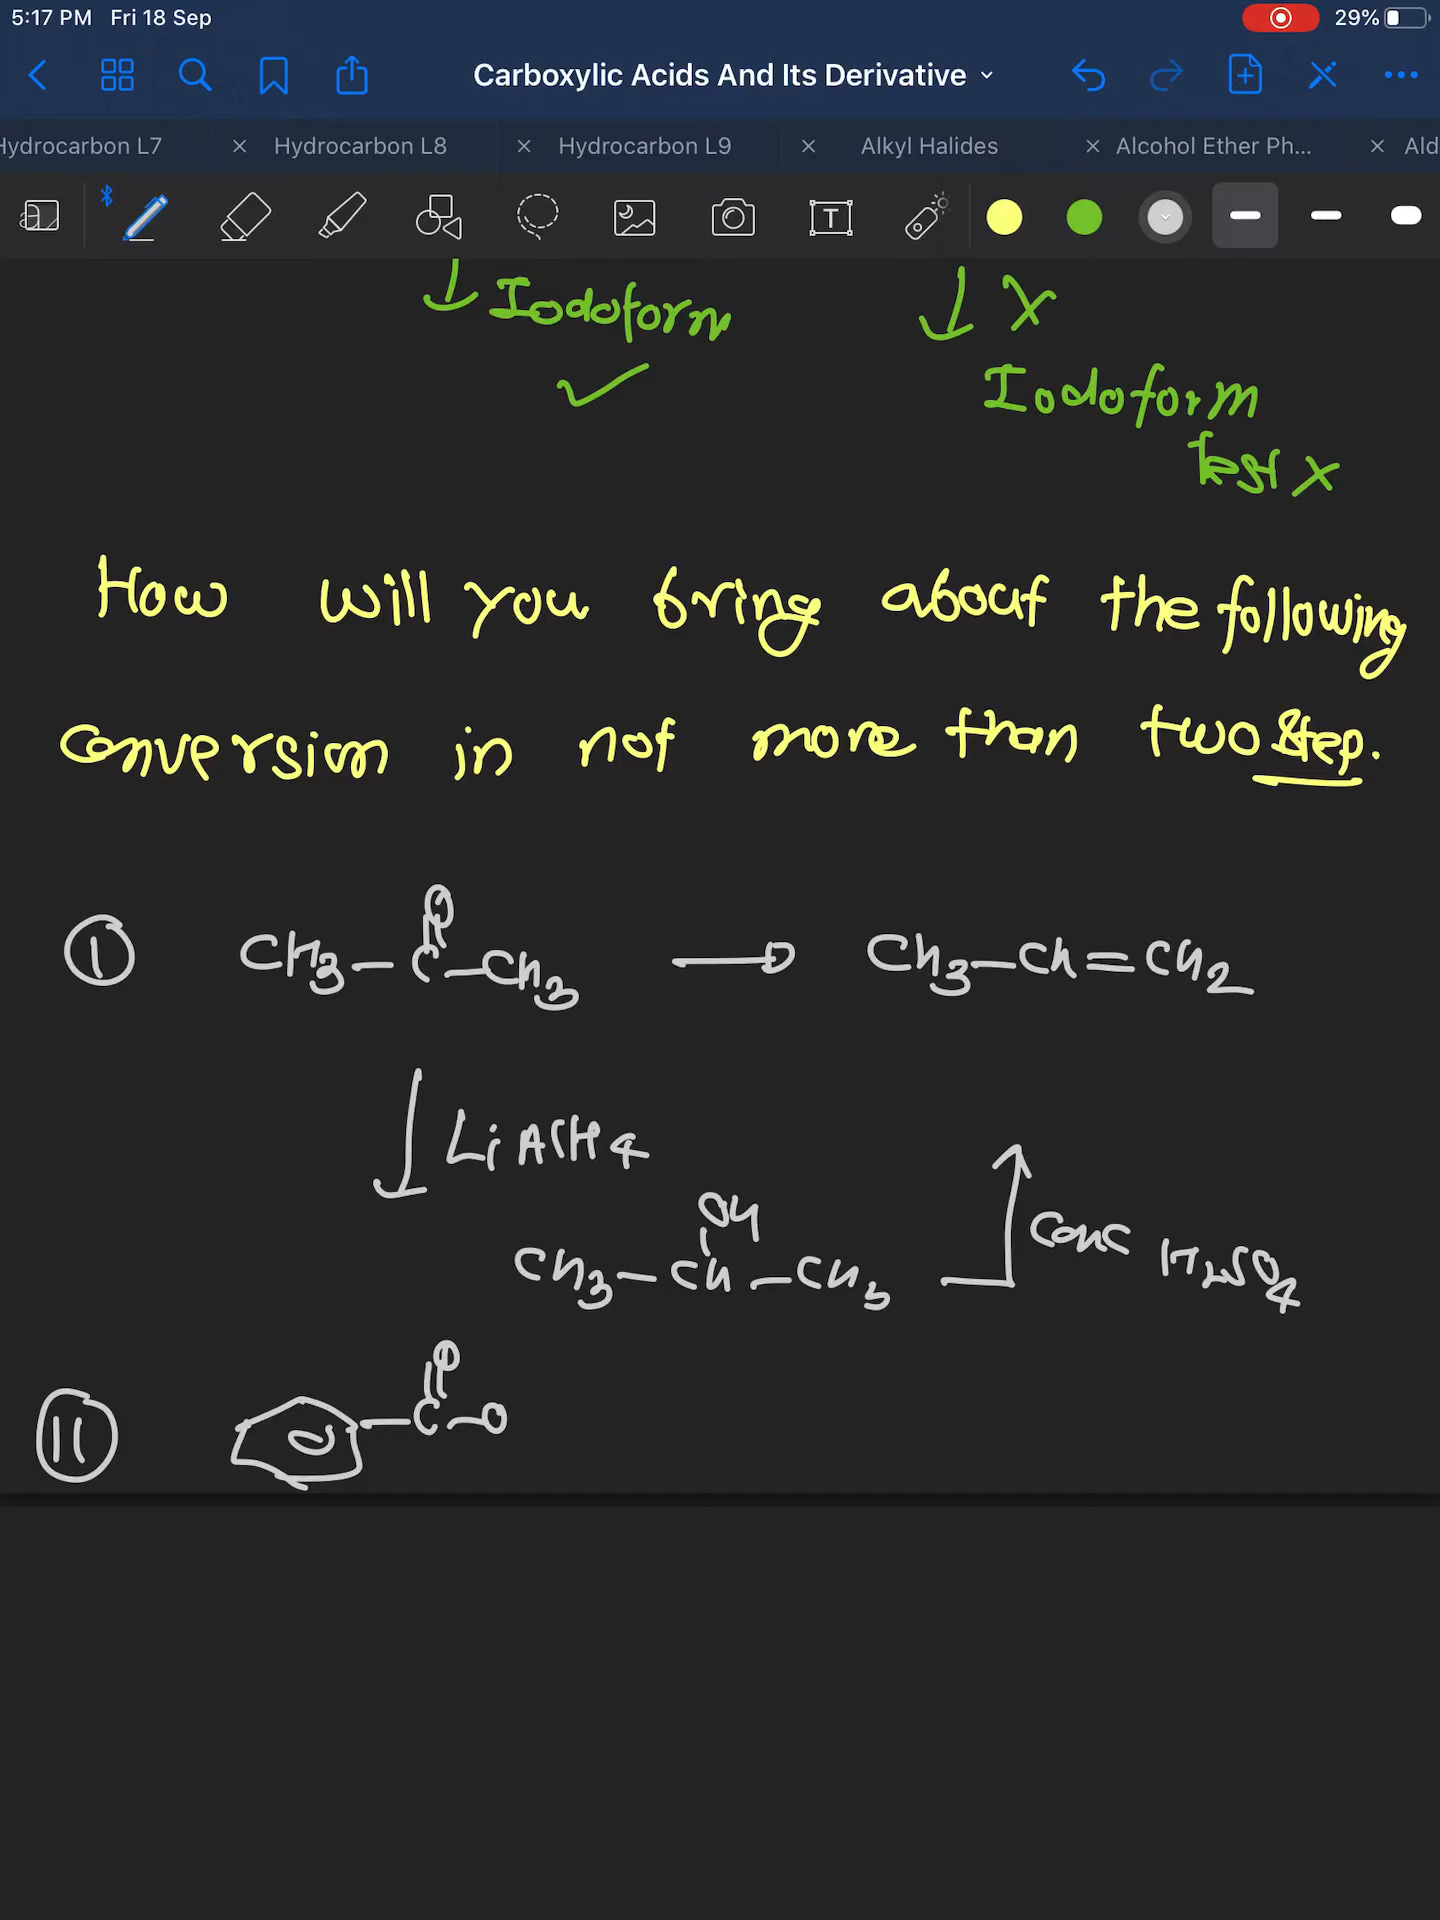 5:17 PM Fri 18 Sep 29%
Carboxylic Acids And Its Derivative
Hydrocarbon L7 × Hydrocarbon L8 × Hydrocarbon L9 × Alkyl Halides × Alcohol Ether Ph... × Ald
T
↓ Iodoform ↓ X
✓ Iodoform
Test X
How will you bring about the following
conversion in not more than two step.
O
① CH3–C–CH3 → CH3–CH=CH2
↓ LiAlH4
OH
CH3–CH–CH3 ↑ Conc H2SO4
O
⑪ C–O